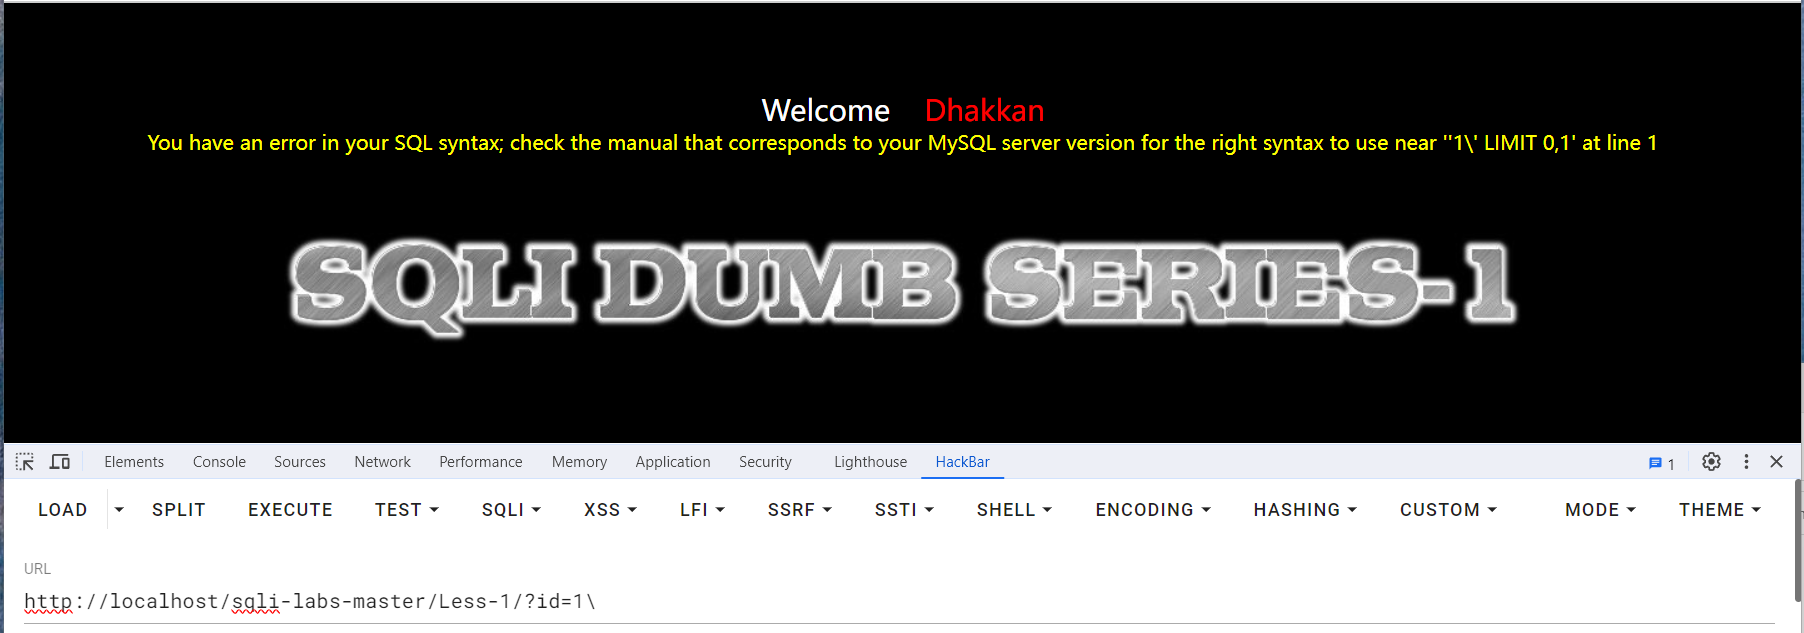 Welcome Dhakkan
You have an error in your SQL syntax; check the manual that corresponds to your MySQL server version for the right syntax to use near ''1\' LIMIT 0,1' at line 1
SQLI DUMB SERIES-1
Elements Console Sources Network Performance Memory Application Security Lighthouse HackBar 1
LOAD SPLIT EXECUTE TEST SQLI XSS LFI SSRF SSTI SHELL ENCODING HASHING CUSTOM MODE THEME
URL
http://localhost/sqli-labs-master/Less-1/?id=1\